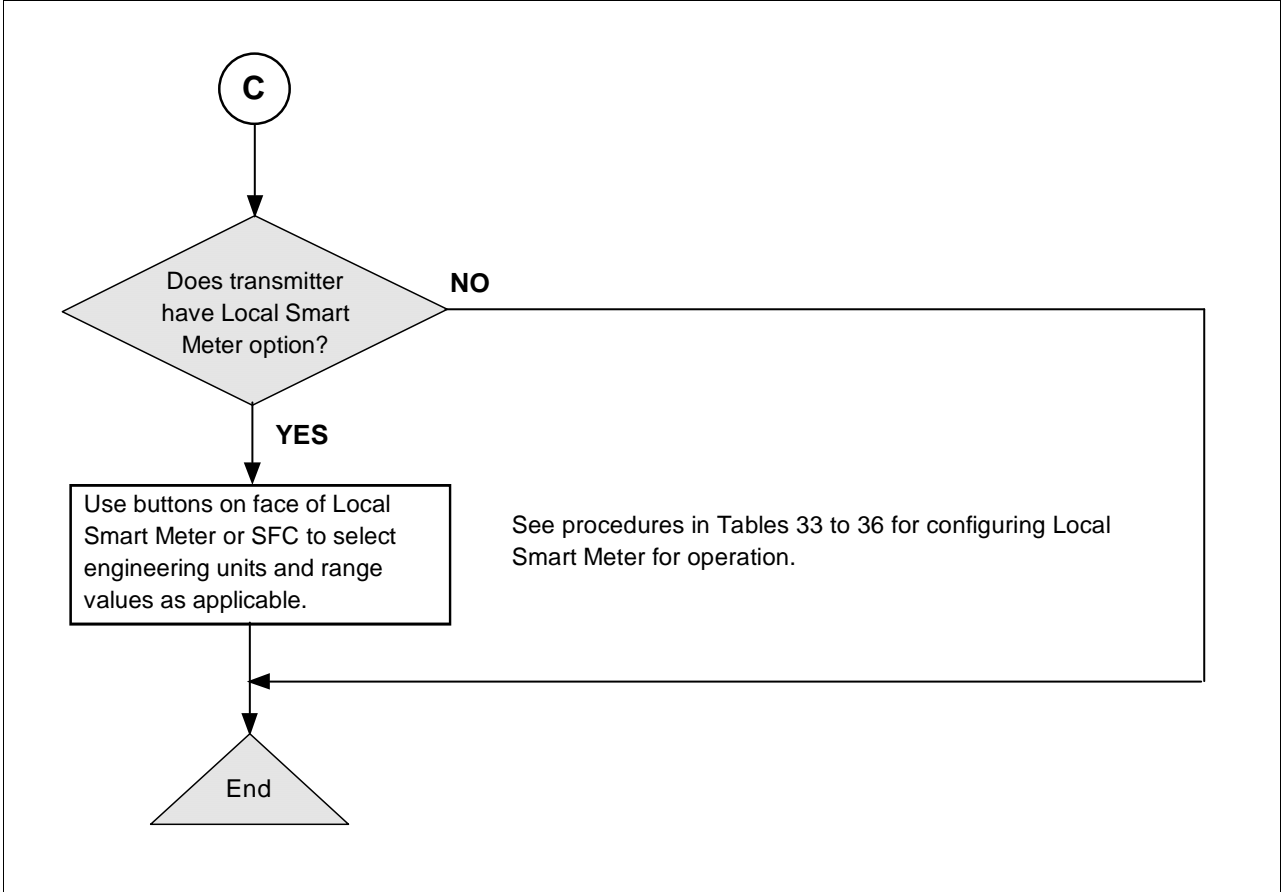 C
Does transmitter
have Local Smart
Meter option?
NO
YES
Use buttons on face of Local
Smart Meter or SFC to select
engineering units and range
values as applicable.
See procedures in Tables 33 to 36 for configuring Local
Smart Meter for operation.
End